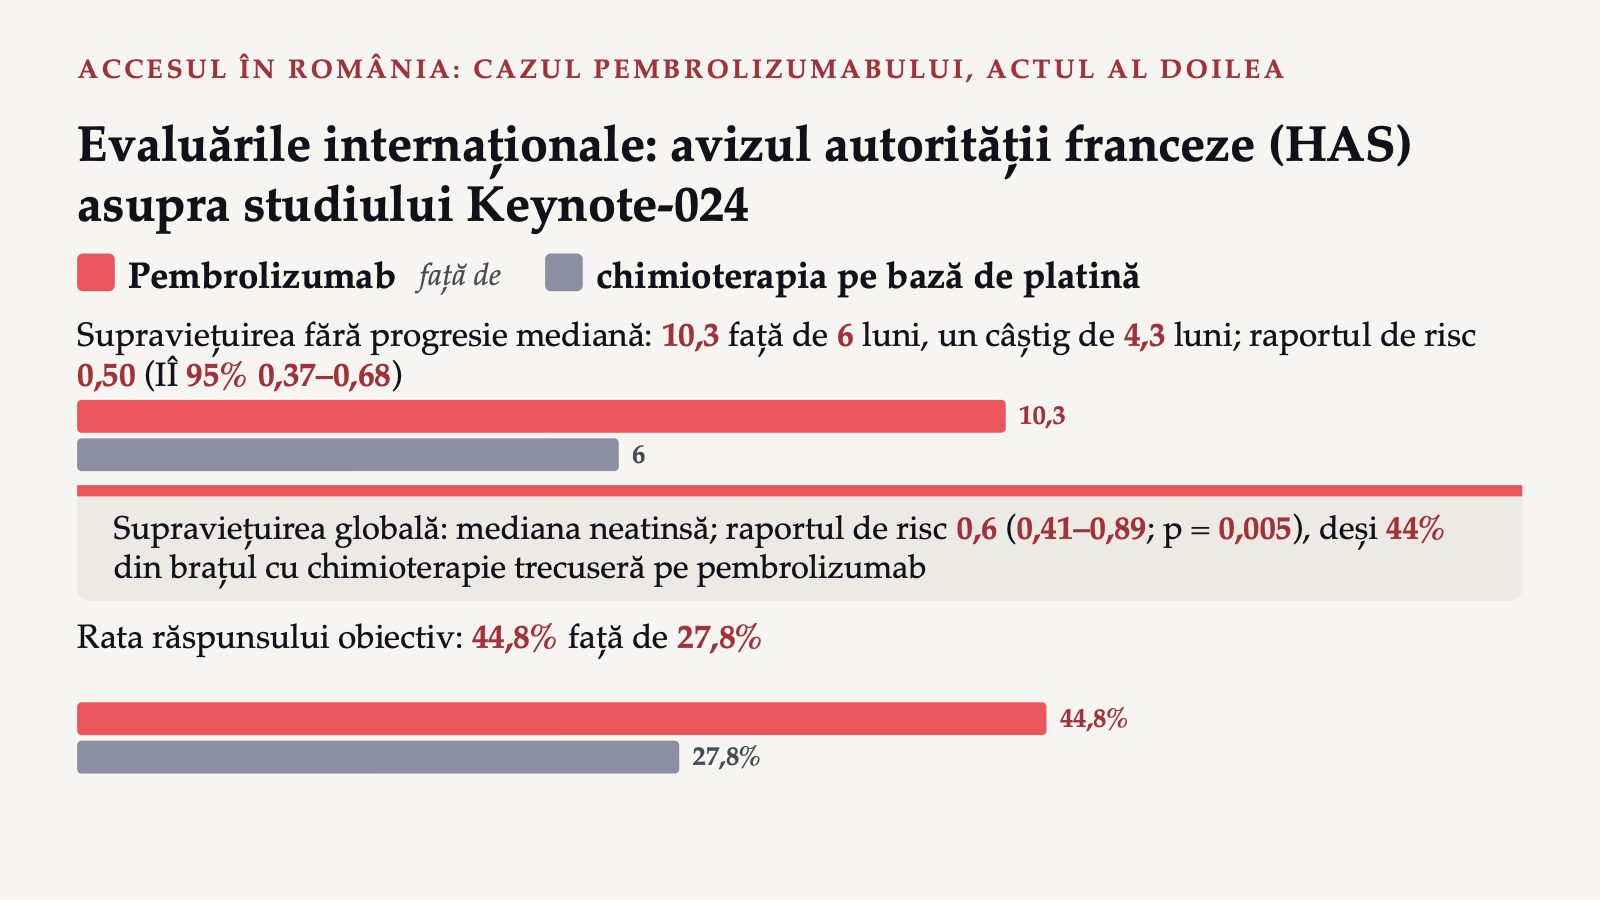 ACCESUL ÎN ROMÂNIA: CAZUL PEMBROLIZUMABULUI, ACTUL AL DOILEA
Evaluările internaționale: avizul autorității franceze (HAS)
asupra studiului Keynote-024
Pembrolizumab față de chimioterapia pe bază de platină
Supraviețuirea fără progresie mediană: 10,3 față de 6 luni, un câștig de 4,3 luni; raportul de risc
0,50 (IÎ 95% 0,37–0,68)
10,3
6
Supraviețuirea globală: mediana neatinsă; raportul de risc 0,6 (0,41–0,89; p = 0,005), deși 44%
din brațul cu chimioterapie trecuseră pe pembrolizumab
Rata răspunsului obiectiv: 44,8% față de 27,8%
44,8%
27,8%